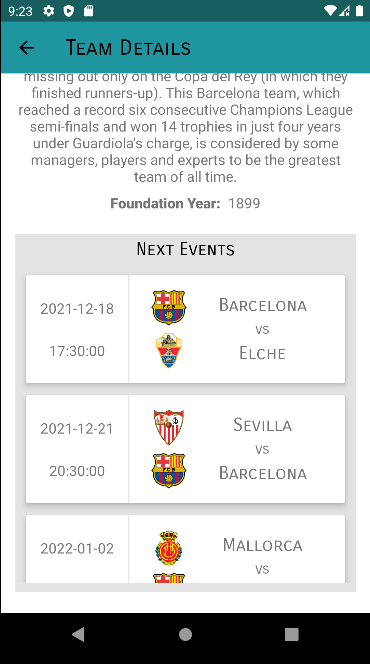 9:23
Team Details
missing out only on the Copa del Rey (in which they
finished runners-up). This Barcelona team, which
reached a record six consecutive Champions League
semi-finals and won 14 trophies in just four years
under Guardiola's charge, is considered by some
managers, players and experts to be the greatest
team of all time.
Foundation Year: 1899
Next Events
2021-12-18
17:30:00
Barcelona
vs
Elche
2021-12-21
20:30:00
Sevilla
vs
Barcelona
2022-01-02
Mallorca
vs